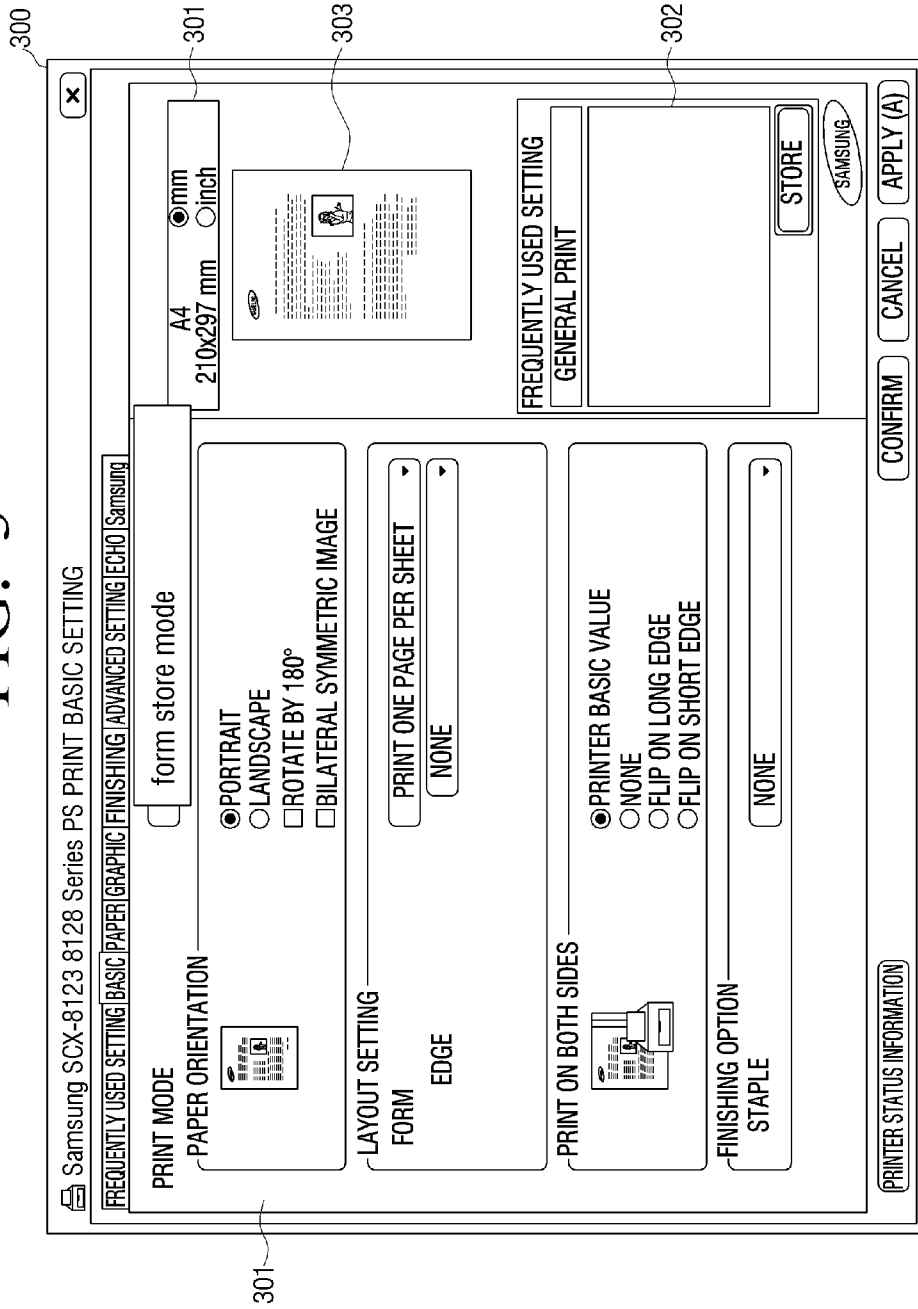 FIG. 3
300
Samsung SCX-8123 8128 Series PS PRINT BASIC SETTING
×
FREQUENTLY USED SETTING BASIC PAPER GRAPHIC FINISHING ADVANCED SETTING ECHO Samsung
PRINT MODE
form store mode
PAPER ORIENTATION
PORTRAIT
LANDSCAPE
ROTATE BY 180°
BILATERAL SYMMETRIC IMAGE
LAYOUT SETTING
FORM
PRINT ONE PAGE PER SHEET
EDGE
NONE
PRINT ON BOTH SIDES
PRINTER BASIC VALUE
NONE
FLIP ON LONG EDGE
FLIP ON SHORT EDGE
FINISHING OPTION
STAPLE
NONE
A4
210x297 mm
mm
inch
301
303
FREQUENTLY USED SETTING
GENERAL PRINT
302
STORE
SAMSUNG
301
PRINTER STATUS INFORMATION
CONFIRM
CANCEL
APPLY (A)